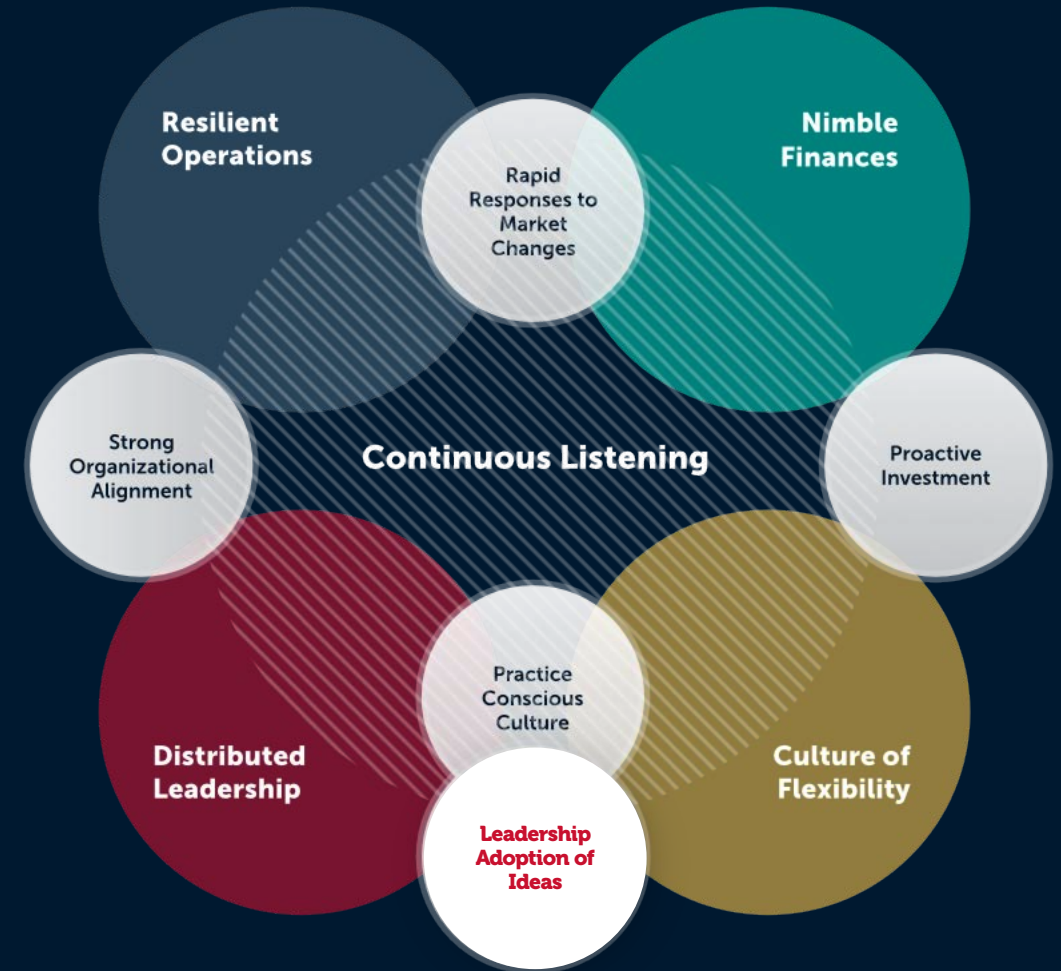 Resilient
Operations
Nimble
Finances
Rapid
Responses to
Market
Changes
Strong
Organizational
Alignment
Continuous Listening
Proactive
Investment
Practice
Conscious
Culture
Distributed
Leadership
Culture of
Flexibility
Leadership
Adoption of
Ideas